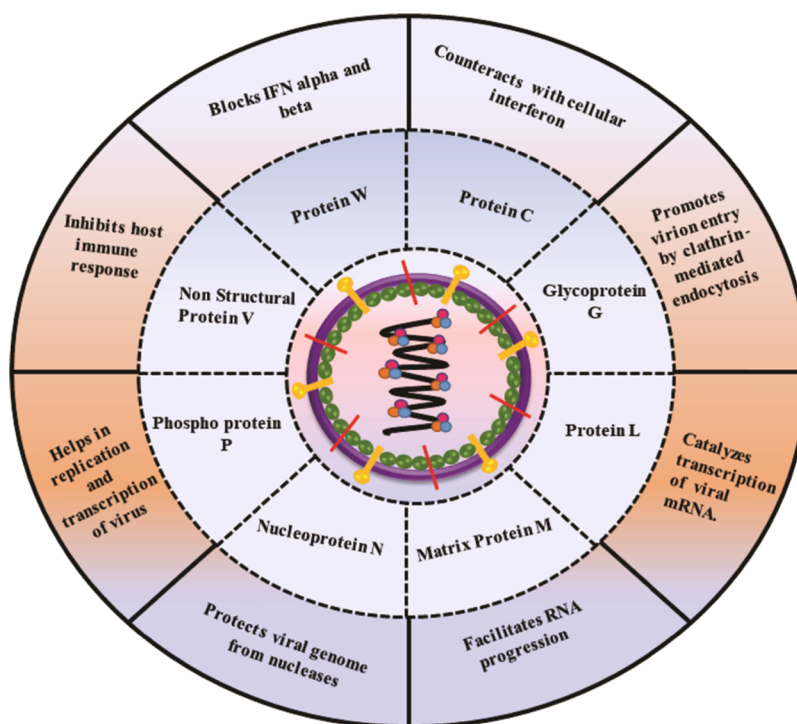 Blocks IFN alpha and
beta
Counteracts with cellular
interferon
Promotes
virion entry
by clathrin-
mediated
endocytosis
Catalyzes
transcription
of viral
mRNA.
Facilitates RNA
progression
Protects viral genome
from nucleases
Helps in
replication
and
transcription
of virus
Inhibits host
immune
response
Protein W
Protein C
Glycoprotein
G
Protein L
Matrix Protein M
Nucleoprotein N
Phospho protein
P
Non Structural
Protein V